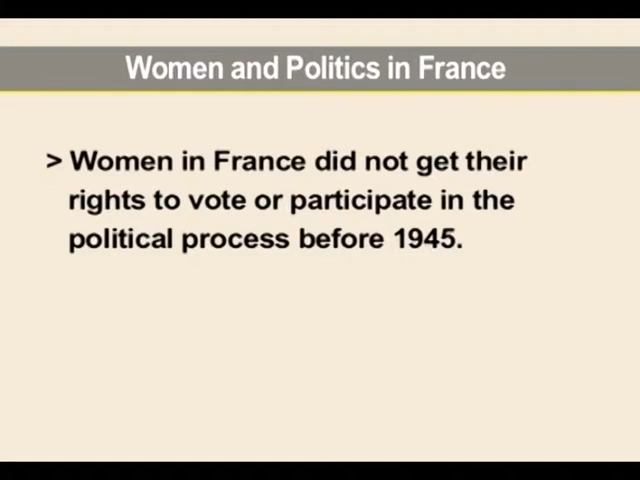 Women and Politics in France
> Women in France did not get their
rights to vote or participate in the
political process before 1945.